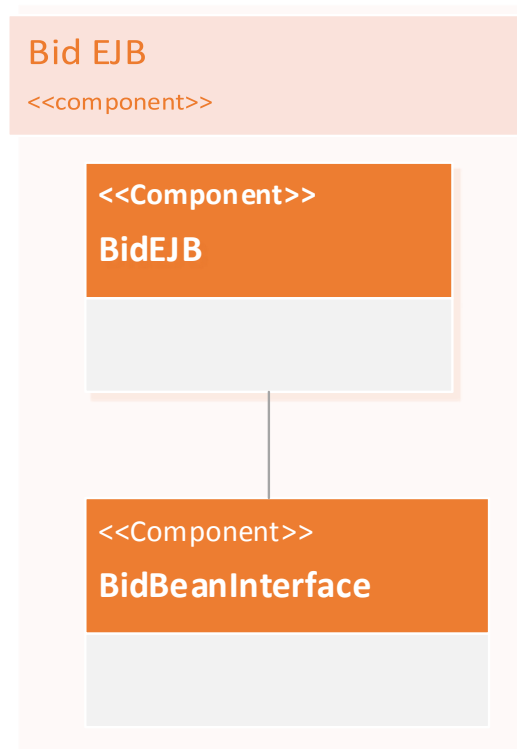 Bid EJB
<<component>>
<<Component>>
BidEJB
<<Component>>
BidBeanInterface